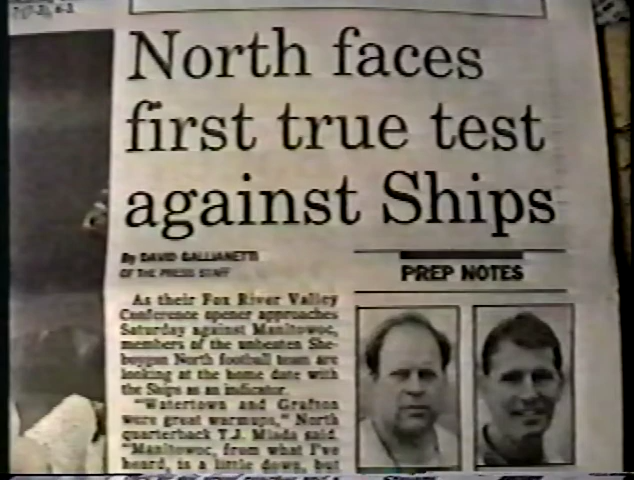 North faces
first true test
against Ships
By DAVID GALLIANETTI
OF THE PRESS STAFF
PREP NOTES
As their Fox River Valley
Conference opener approaches
Saturday against Manitowoc,
members of the unbeaten She-
boygan North football team are
looking at the home date with
the Ships as an indicator.
"Watertown and Grafton
were great warmups," North
quarterback T.J. said.
"Manitowoc, from what I've
heard, is a little down, but